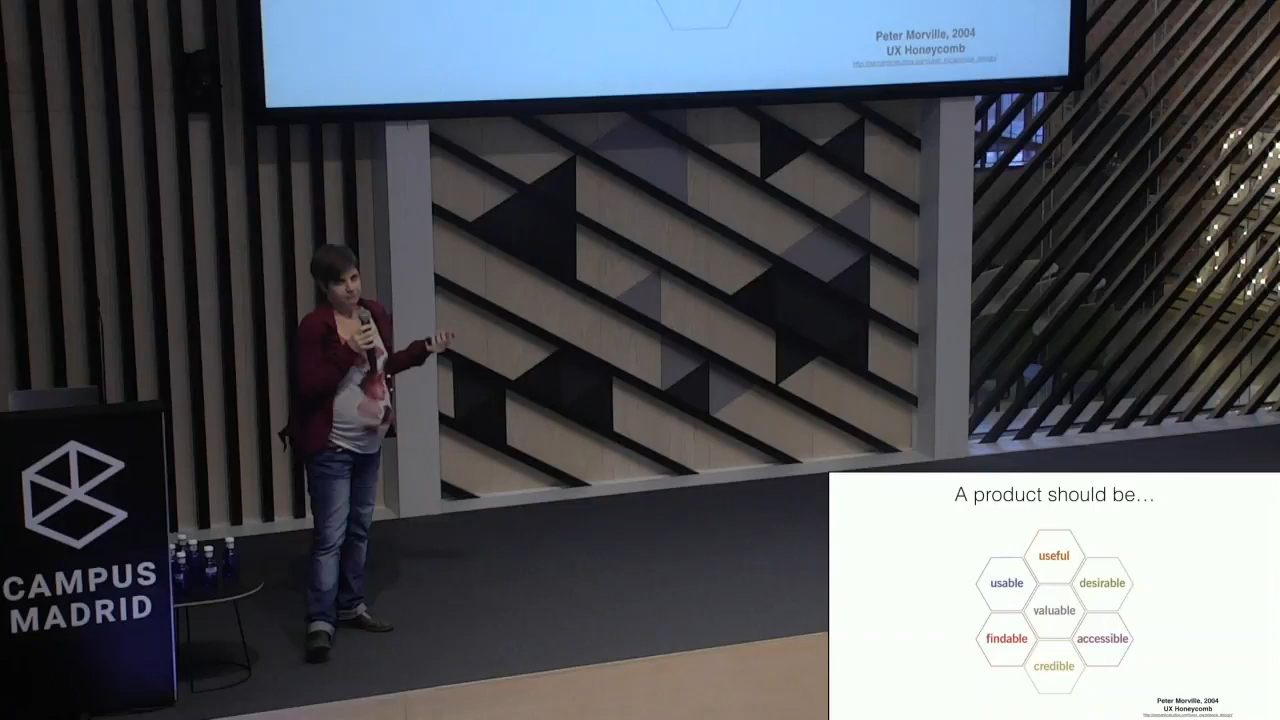 Peter Morville, 2004
UX Honeycomb
CAMPUS
MADRID
A product should be…
useful
usable
desirable
valuable
findable
accessible
credible
Peter Morville, 2004
UX Honeycomb